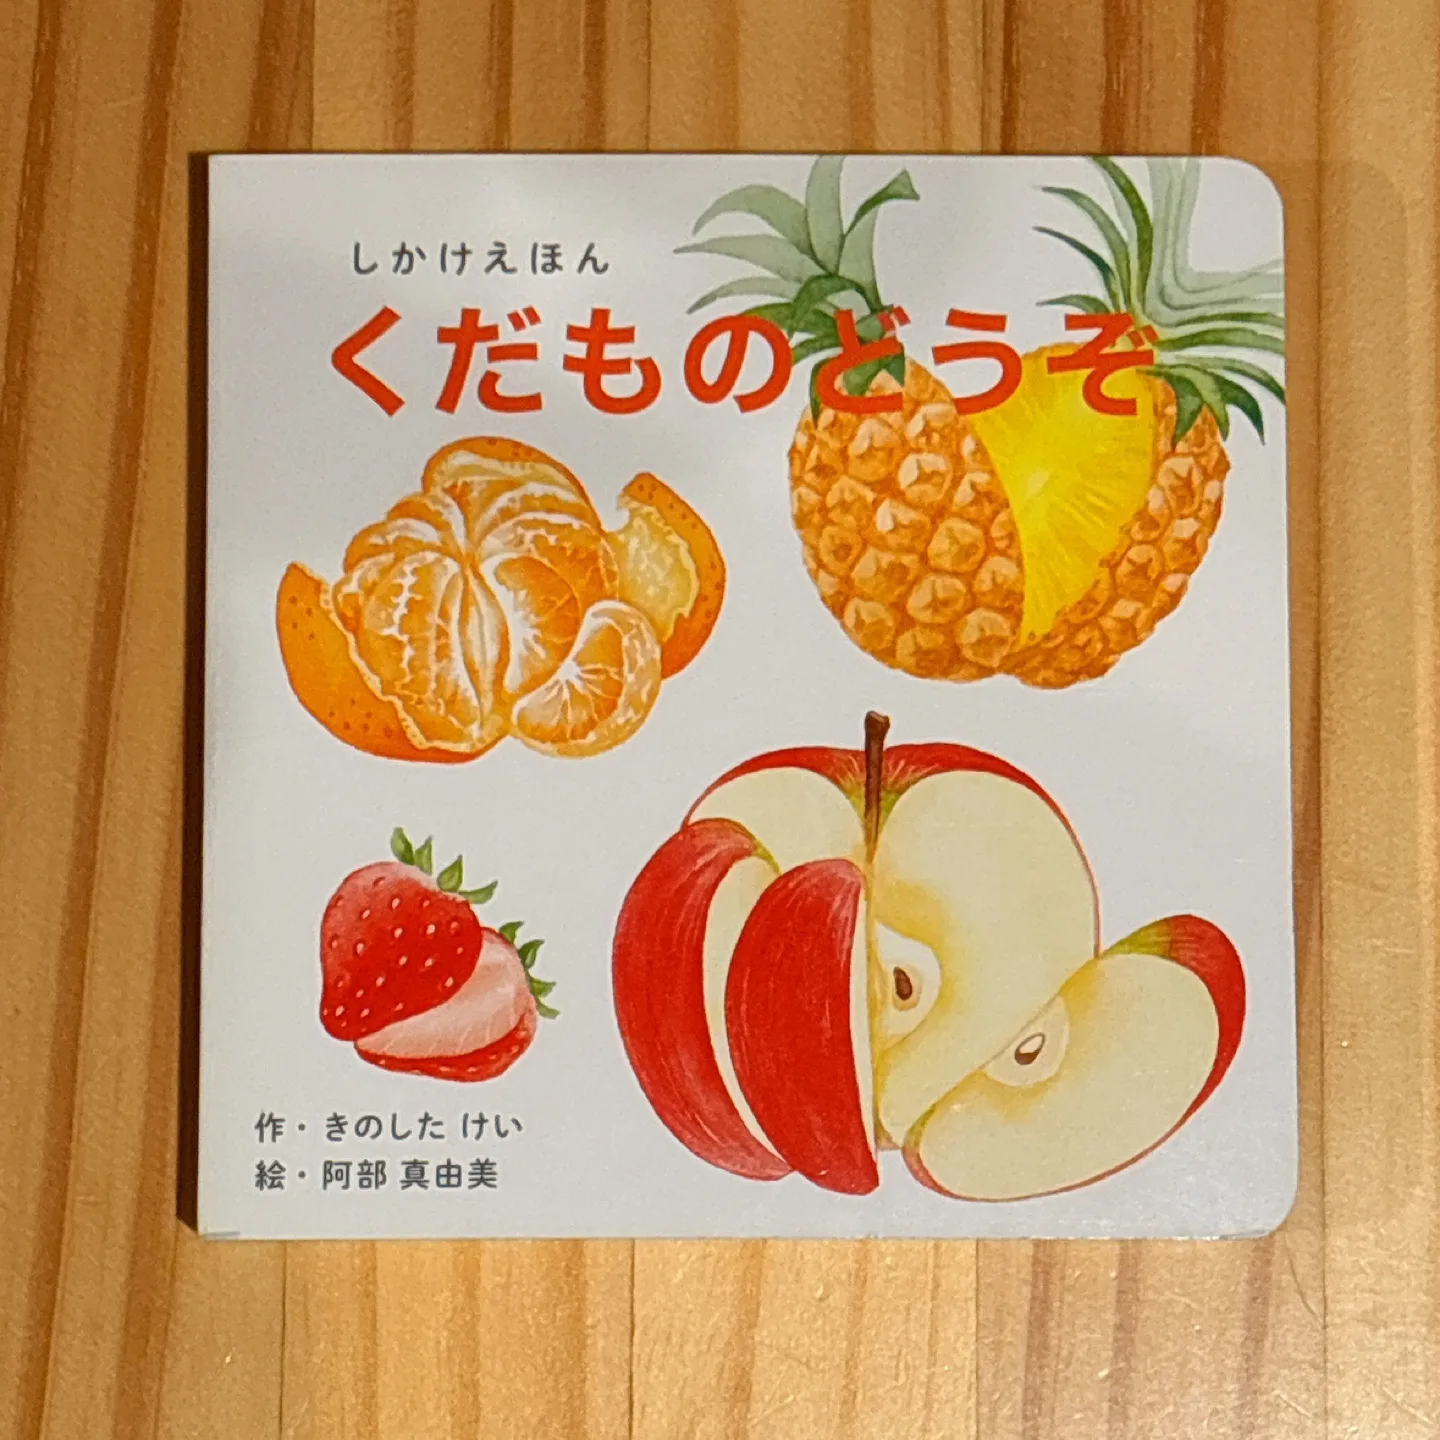 しかけえほん
くだものどうぞ
作・きのした けい
絵・阿部 真由美